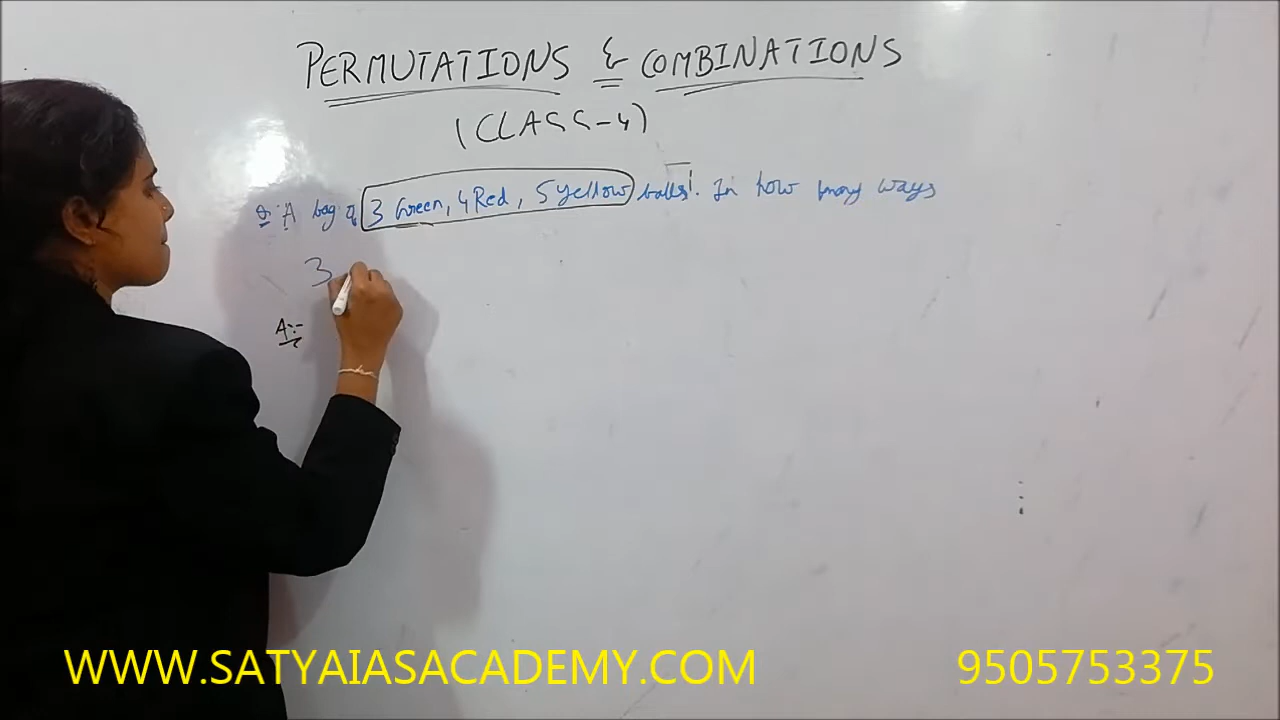 PERMUTATIONS & COMBINATIONS
(CLASS-4)
Q: A bag of 3 Green, 4 Red, 5 Yellow balls. In how many ways
3
A:-
WWW.SATYAIASACADEMY.COM 9505753375